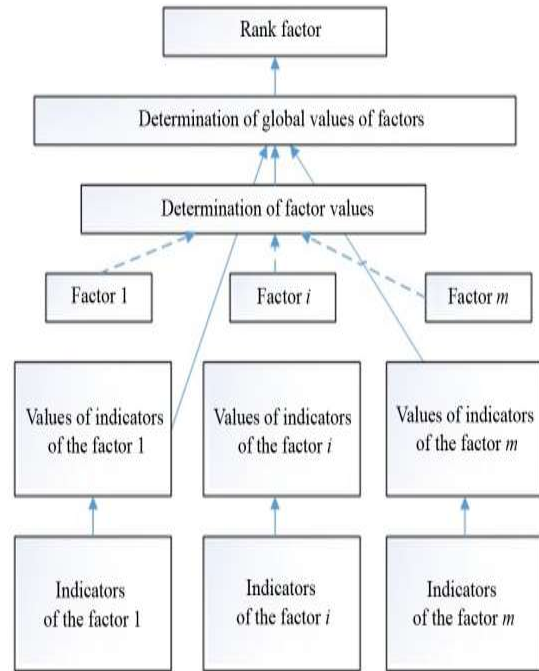 Rank factor
Determination of global values of factors
Determination of factor values
Factor 1
Factor i
Factor m
Values of indicators
of the factor 1
Values of indicators
of the factor i
Values of indicators
of the factor m
Indicators
of the factor 1
Indicators
of the factor i
Indicators
of the factor m